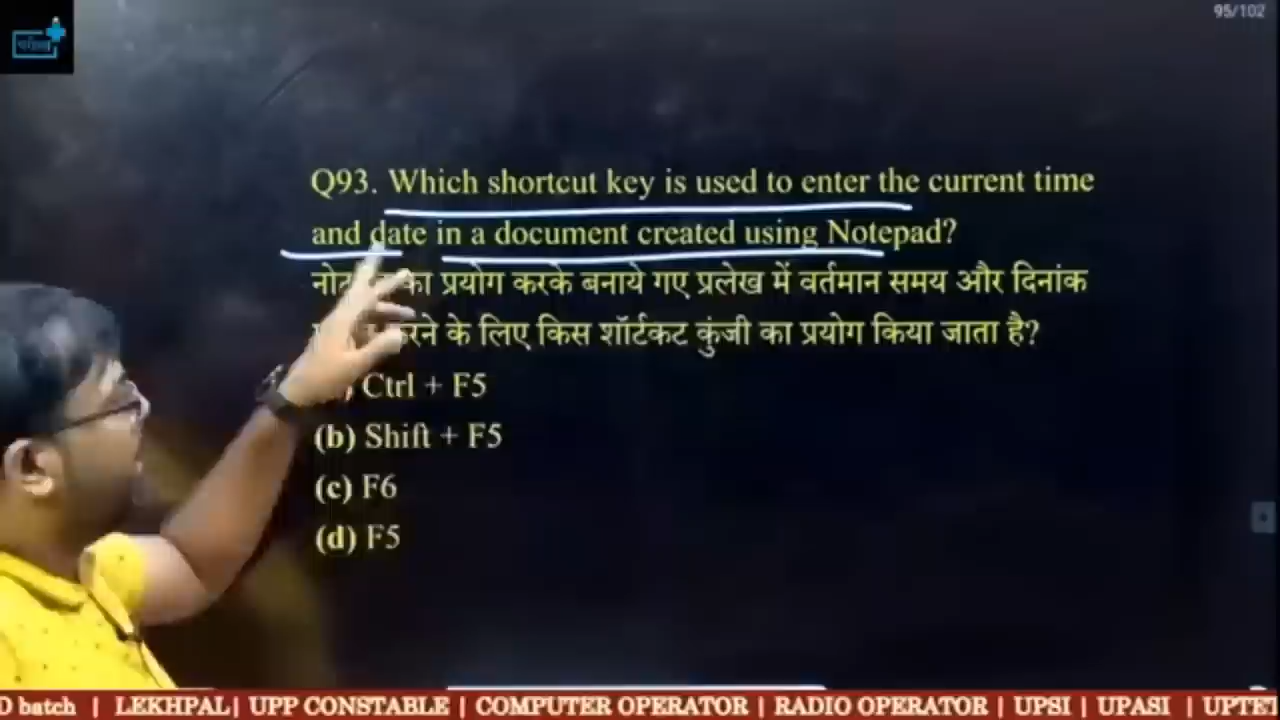 95/102
Q93. Which shortcut key is used to enter the current time
and date in a document created using Notepad?
का प्रयोग करके बनाये गए प्रलेख में वर्तमान समय और दिनांक
करने के लिए किस शॉर्टकट कुंजी का प्रयोग किया जाता है?
Ctrl + F5
(b) Shift + F5
(c) F6
(d) F5
D batch | LEKHPAL| UPP CONSTABLE | COMPUTER OPERATOR | RADIO OPERATOR | UPSI | UPASI | UPTET